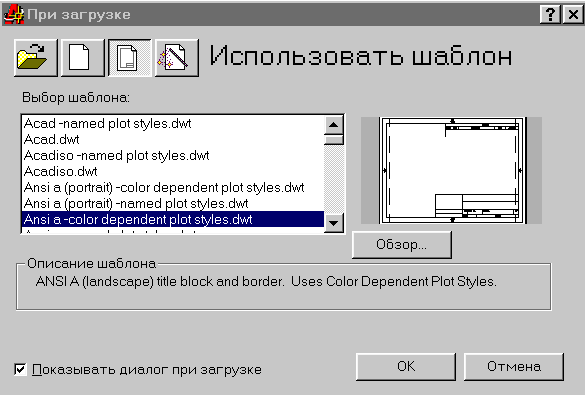 При загрузке
Использовать шаблон
Выбор шаблона:
Acad -named plot styles.dwt
Acad.dwt
Acadiso -named plot styles.dwt
Acadiso.dwt
Ansi a (portrait) -color dependent plot styles.dwt
Ansi a (portrait) -named plot styles.dwt
Ansi a -color dependent plot styles.dwt
Обзор...
Описание шаблона
ANSI A (landscape) title block and border. Uses Color Dependent Plot Styles.
Показывать диалог при загрузке
OK
Отмена